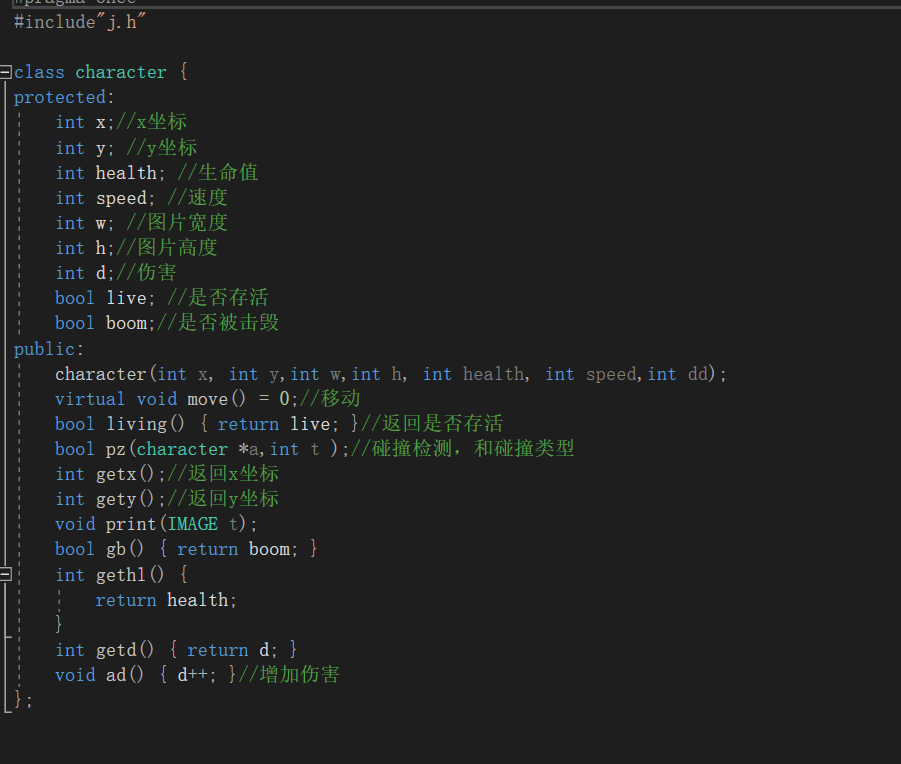 #pragma once
#include"j.h"
class character {
protected:
int x;//x坐标
int y; //y坐标
int health; //生命值
int speed; //速度
int w; //图片宽度
int h;//图片高度
int d;//伤害
bool live; //是否存活
bool boom;//是否被击毁
public:
character(int x, int y,int w,int h, int health, int speed,int dd);
virtual void move() = 0;//移动
bool living() { return live; }//返回是否存活
bool pz(character *a,int t );//碰撞检测，和碰撞类型
int getx();//返回x坐标
int gety();//返回y坐标
void print(IMAGE t);
bool gb() { return boom; }
int gethl() {
return health;
}
int getd() { return d; }
void ad() { d++; }//增加伤害
};